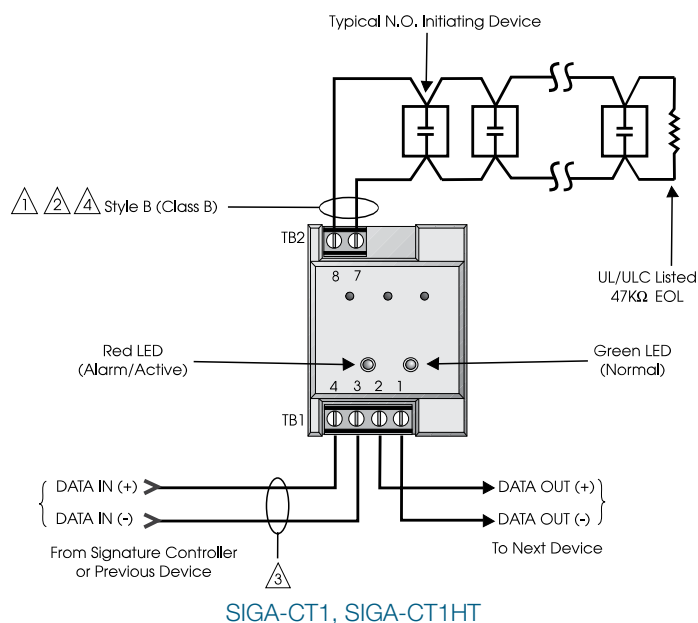 Typical N.O. Initiating Device
1 2 4 Style B (Class B)
TB2
8 7
UL/ULC Listed
47KΩ EOL
Red LED
(Alarm/Active)
Green LED
(Normal)
4 3 2 1
TB1
DATA IN (+)
DATA IN (-)
DATA OUT (+)
DATA OUT (-)
From Signature Controller
or Previous Device
3
To Next Device
SIGA-CT1, SIGA-CT1HT